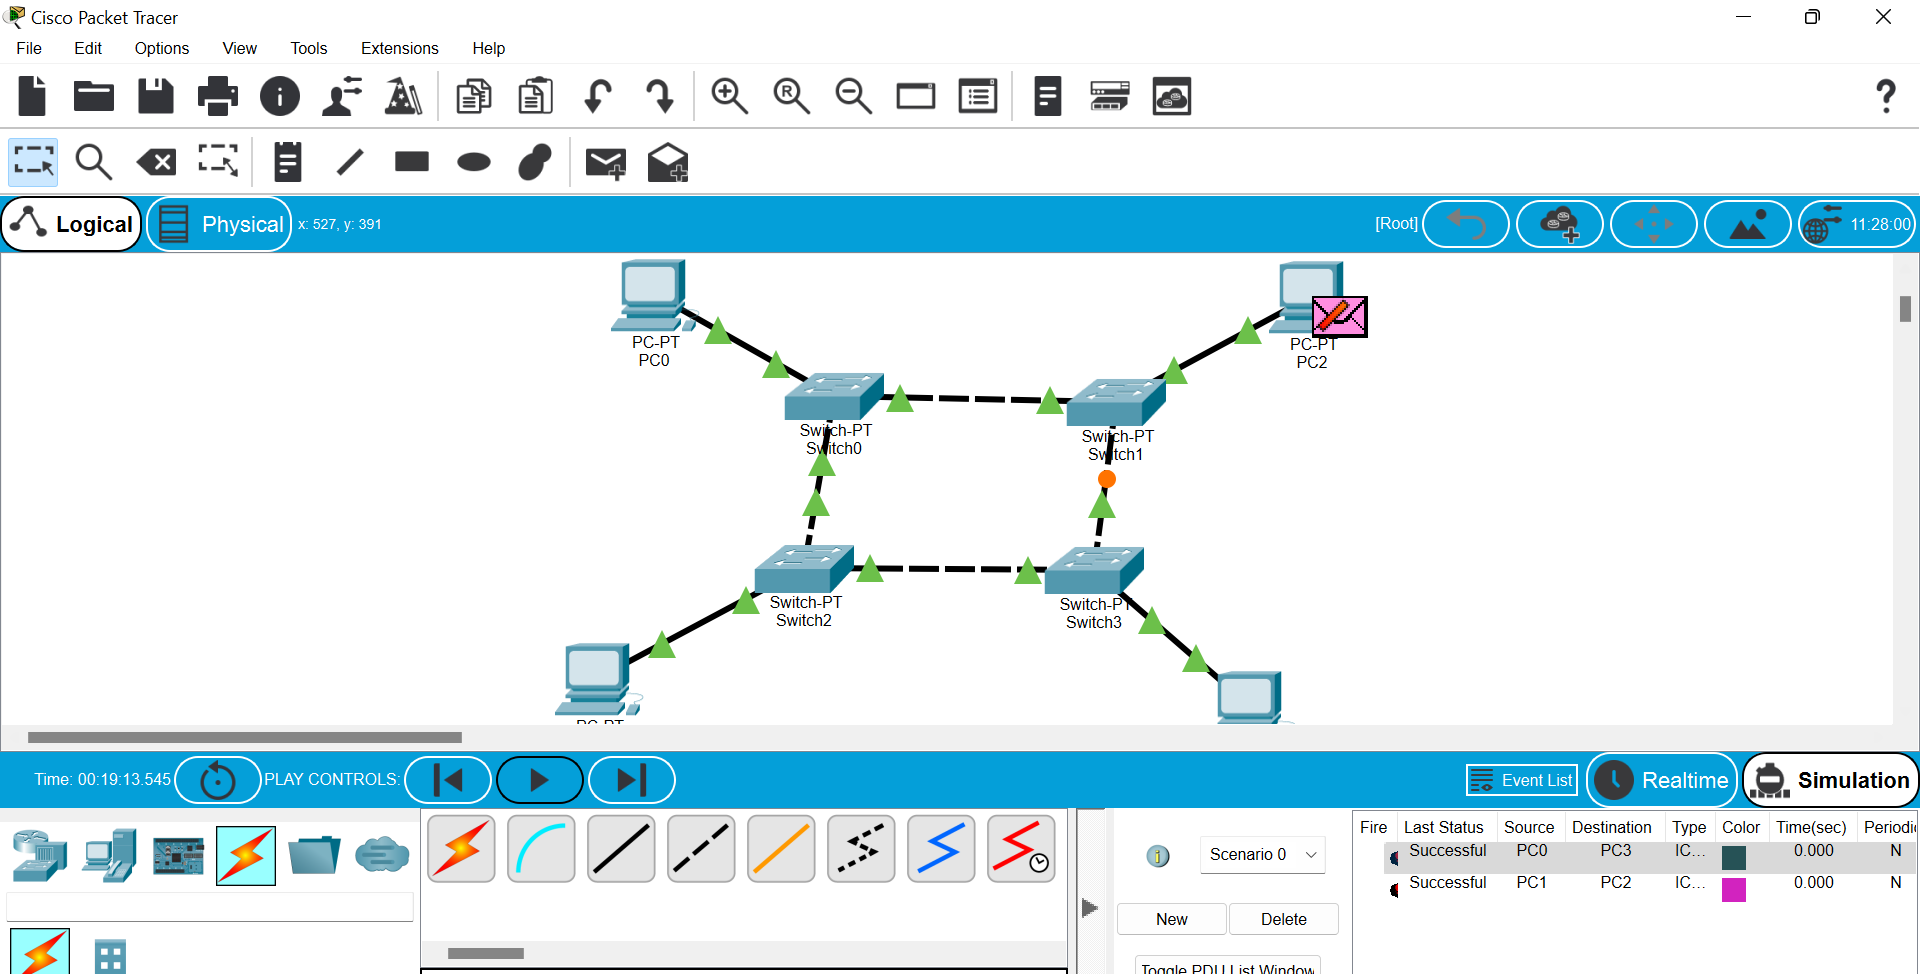 Cisco Packet Tracer
File Edit Options View Tools Extensions Help
Logical Physical x: 527, y: 391 [Root] 11:28:00
PC-PT
PC0
PC-PT
PC2
Switch-PT
Switch0
Switch-PT
Switch1
Switch-PT
Switch2
Switch-PT
Switch3
PC-PT
Time: 00:19:13.545 PLAY CONTROLS: Event List Realtime Simulation
Fire Last Status Source Destination Type Color Time(sec) Periodic
Successful PC0 PC3 IC... 0.000 N
Successful PC1 PC2 IC... 0.000 N
Scenario 0
New Delete
Toggle PDU List Window